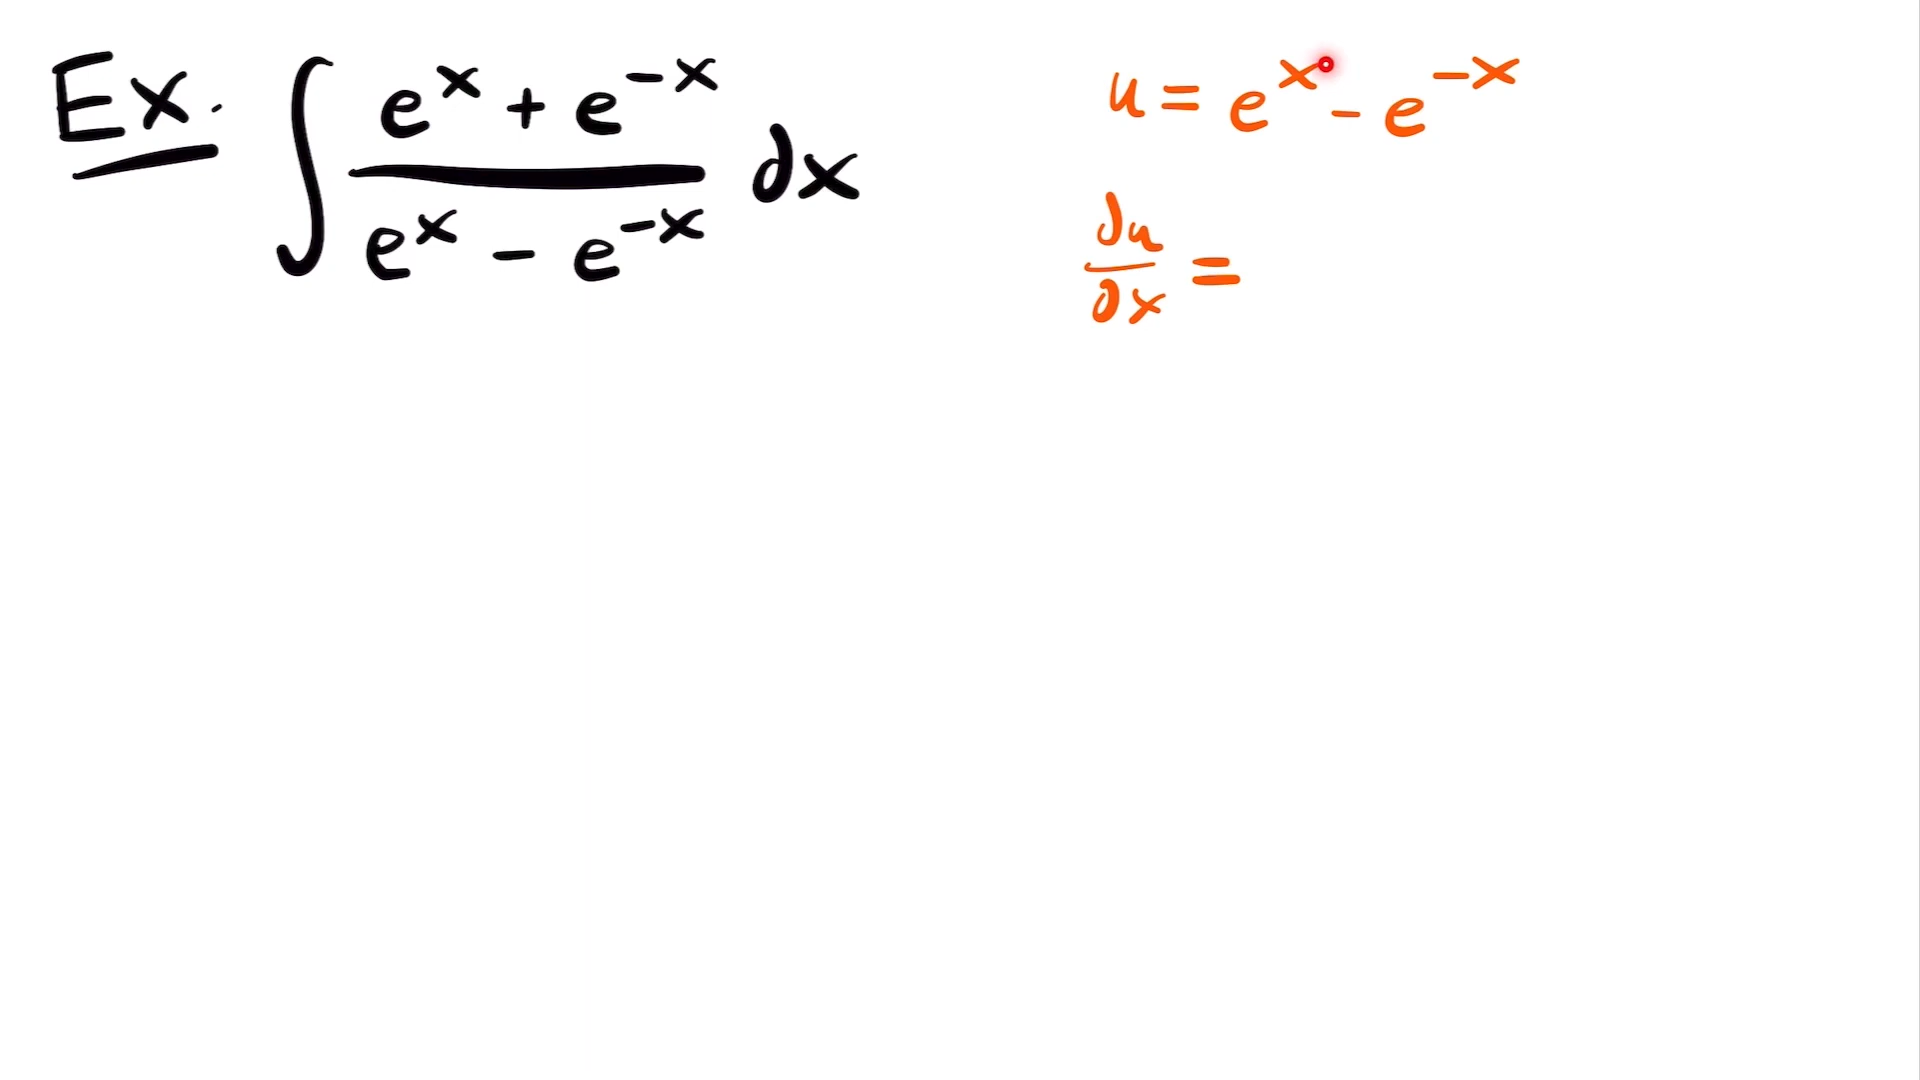 Ex. ∫ (e^x + e^{-x}) / (e^x - e^{-x}) dx
u = e^x - e^{-x}
du/dx =